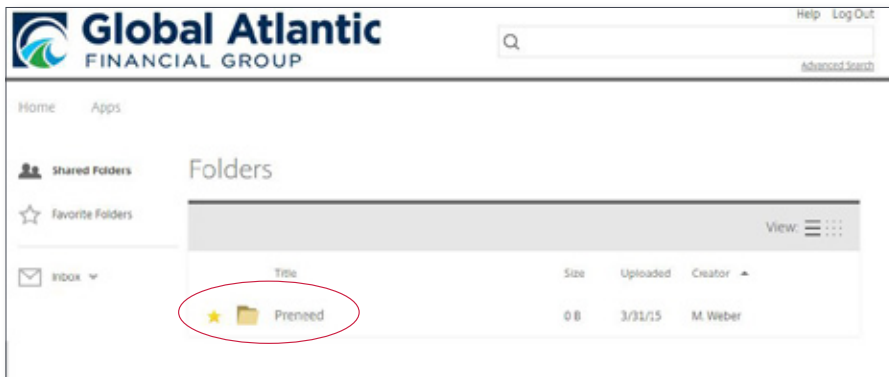 Help Log Out
Global Atlantic
FINANCIAL GROUP
Advanced Search
Home Apps
Shared Folders
Folders
Favorite Folders
View:
Inbox
Title Size Uploaded Creator
Preneed 0 B 3/31/15 M. Weber